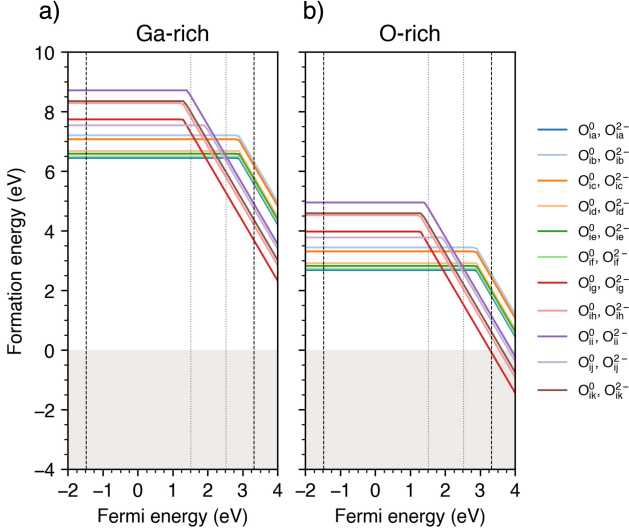 a)
Ga-rich
b)
O-rich
Formation energy (eV)
10
8
6
4
2
0
−2
−4
−2 −1 0 1 2 3 4
−2 −1 0 1 2 3 4
Fermi energy (eV)
Fermi energy (eV)
O⁰ia, O²⁻ia
O⁰ib, O²⁻ib
O⁰ic, O²⁻ic
O⁰id, O²⁻id
O⁰ie, O²⁻ie
O⁰if, O²⁻if
O⁰ig, O²⁻ig
O⁰ih, O²⁻ih
O⁰ii, O²⁻ii
O⁰ij, O²⁻ij
O⁰ik, O²⁻ik